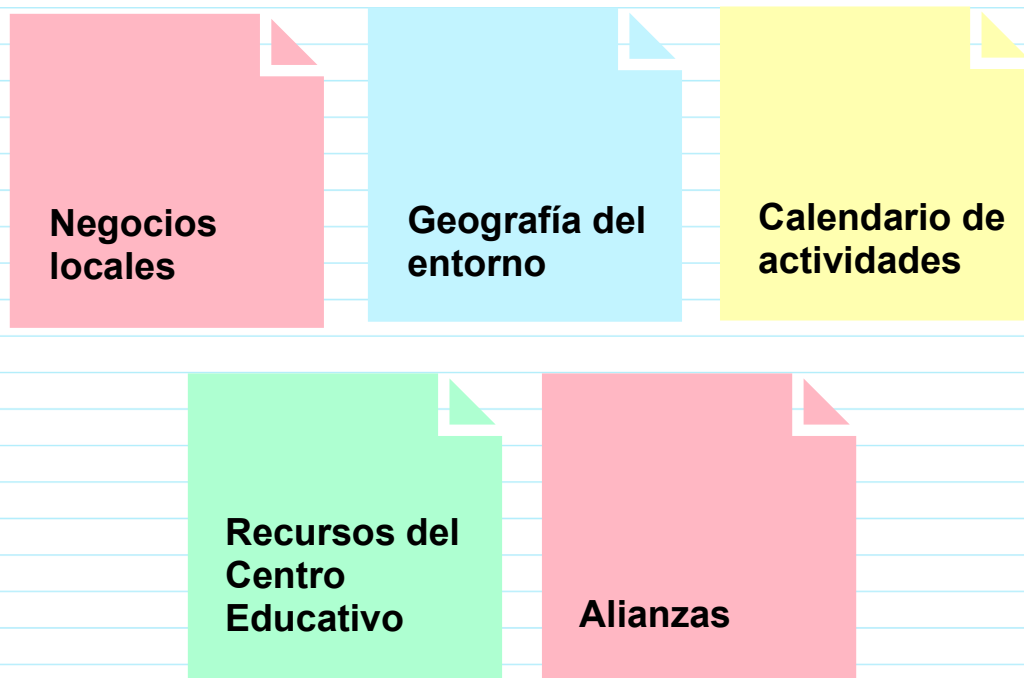 Negocios
locales
Geografía del
entorno
Calendario de
actividades
Recursos del
Centro
Educativo
Alianzas